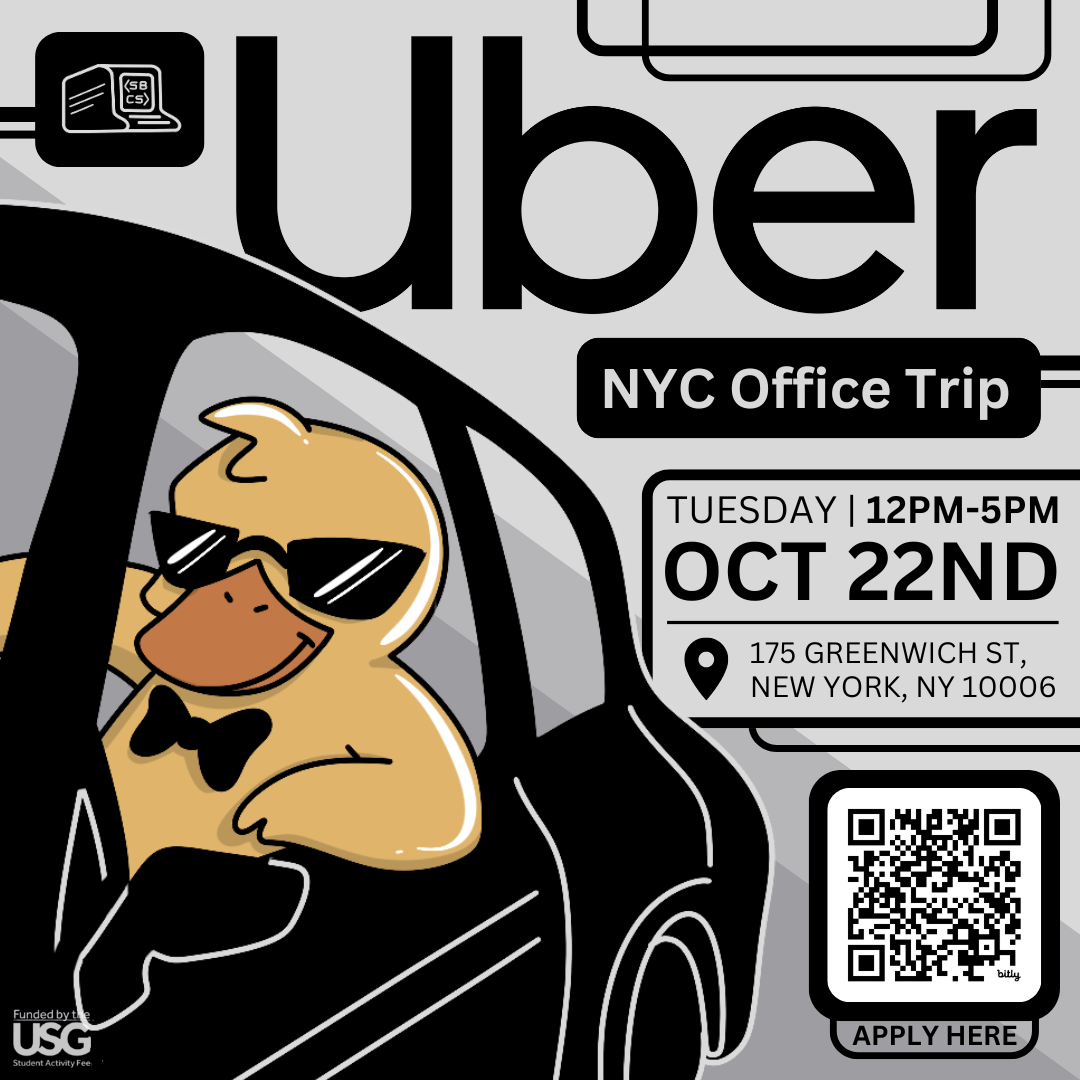 <SB
CS>
Uber
NYC Office Trip
TUESDAY | 12PM-5PM
OCT 22ND
175 GREENWICH ST,
NEW YORK, NY 10006
bitly
APPLY HERE
Funded by the
USG
Student Activity Fee